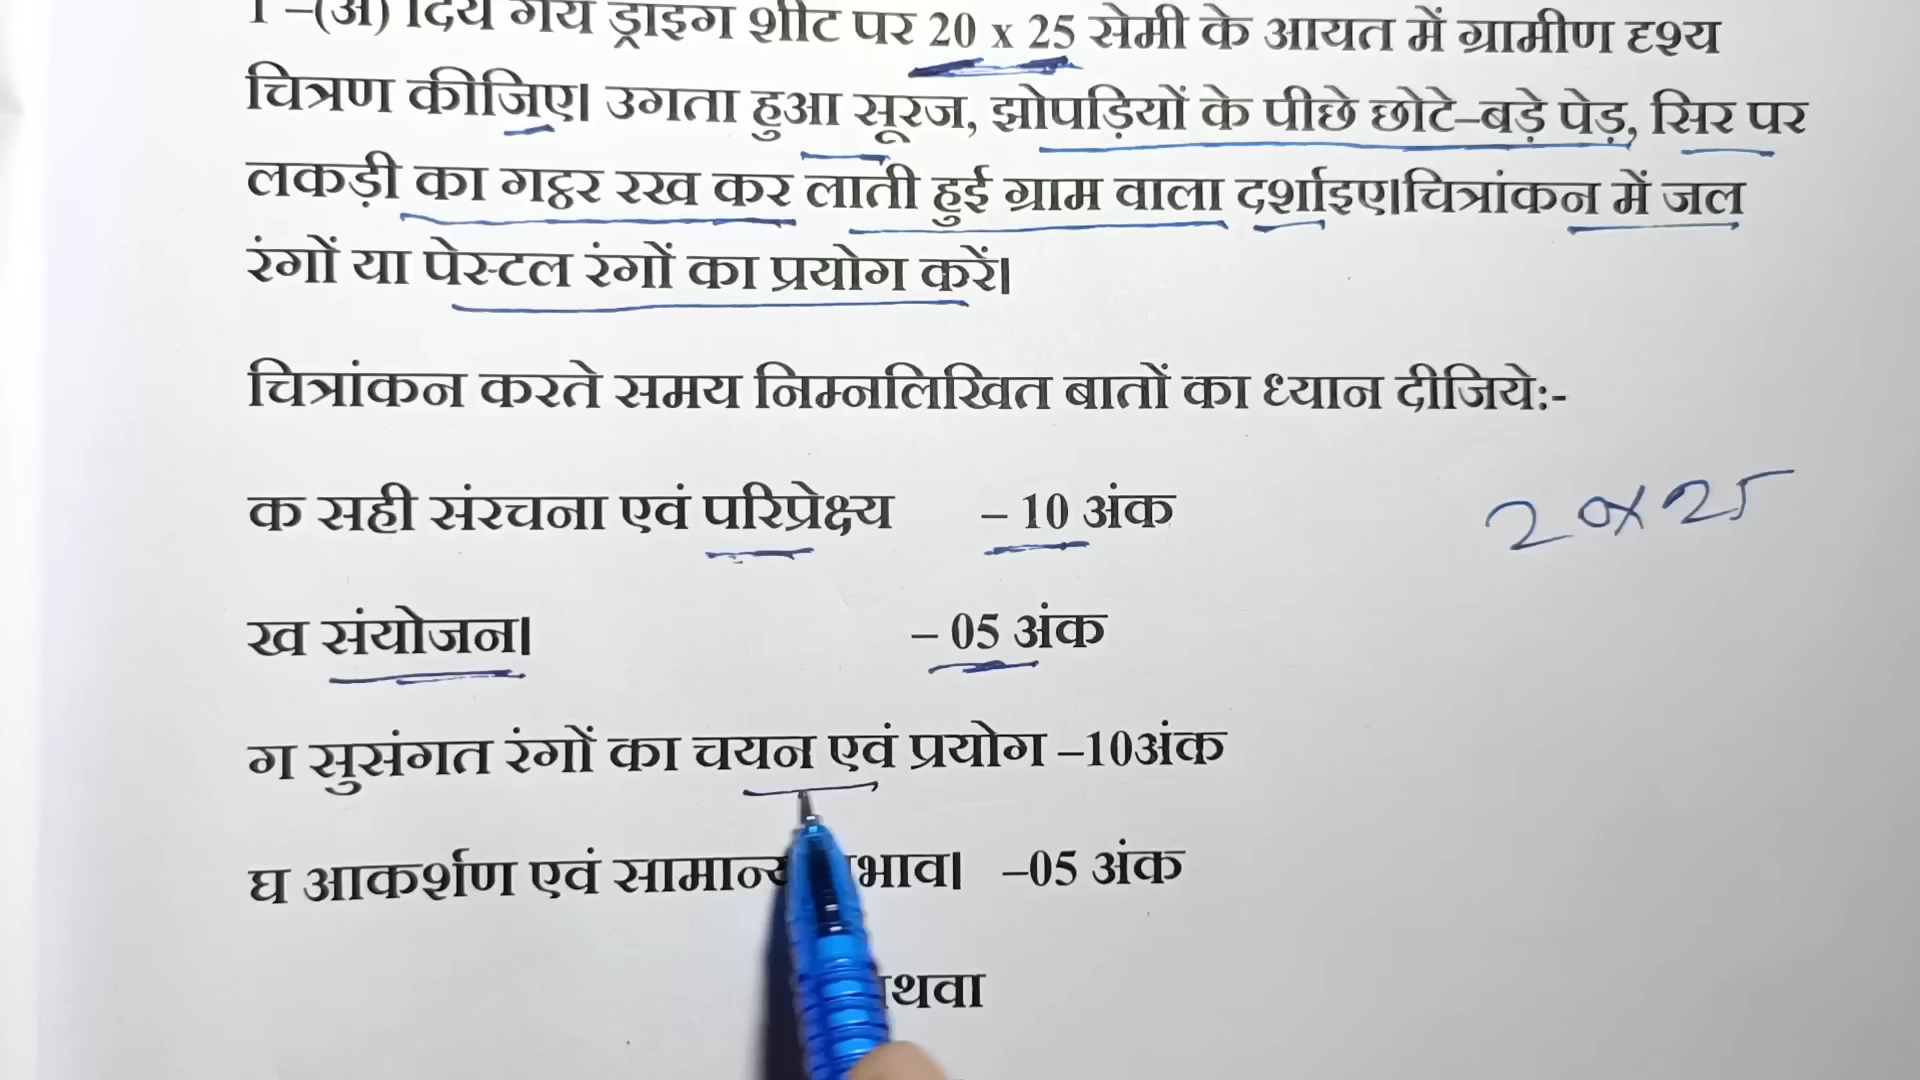 1 –(अ) दिये गये ड्राइंग शीट पर 20 x 25 सेमी के आयत में ग्रामीण दृश्य
चित्रण कीजिए। उगता हुआ सूरज, झोपड़ियों के पीछे छोटे–बड़े पेड़, सिर पर
लकड़ी का गट्ठर रख कर लाती हुई ग्राम वाला दर्शाइए।चित्रांकन में जल
रंगों या पेस्टल रंगों का प्रयोग करें।
चित्रांकन करते समय निम्नलिखित बातों का ध्यान दीजिये:-
क सही संरचना एवं परिप्रेक्ष्य – 10 अंक
20x25
ख संयोजन। – 05 अंक
ग सुसंगत रंगों का चयन एवं प्रयोग –10अंक
घ आकर्शण एवं सामान्य –05 अंक